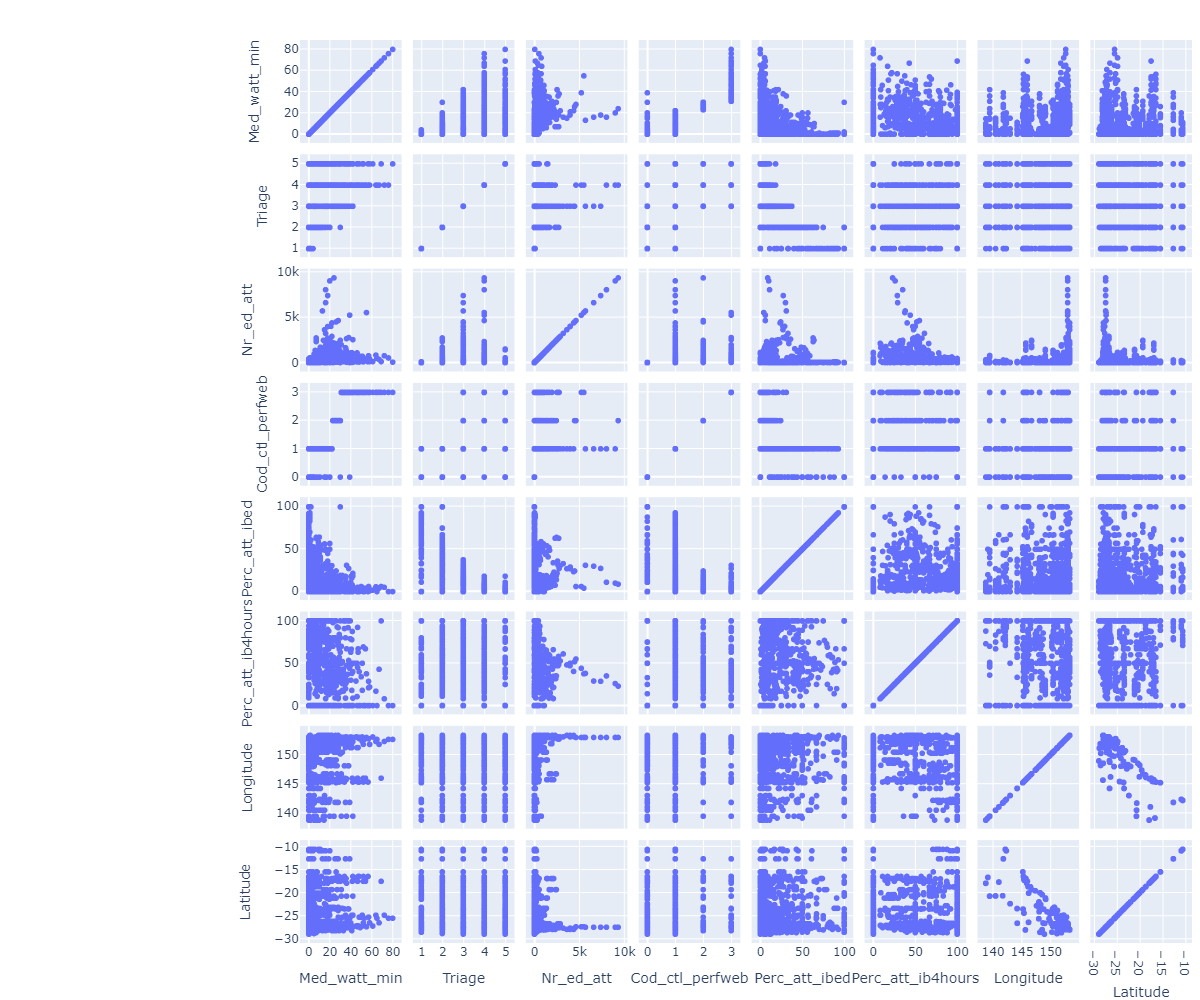 Med_watt_min
80
60
40
20
0
Triage
5
4
3
2
1
Nr_ed_att
10k
5k
0
Cod_ctl_perfweb
3
2
1
0
Perc_att_ibed
100
50
0
Perc_att_ib4hours
100
50
0
Longitude
150
145
140
Latitude
−10
−15
−20
−25
−30
0 20 40 60 80 1 2 3 4 5 0 5k 10k 0 1 2 3 0 50 100 0 50 100 140 145 150 −30 −25 −20 −15 −10
Med_watt_min Triage Nr_ed_att Cod_ctl_perfweb Perc_att_ibed Perc_att_ib4hours Longitude Latitude